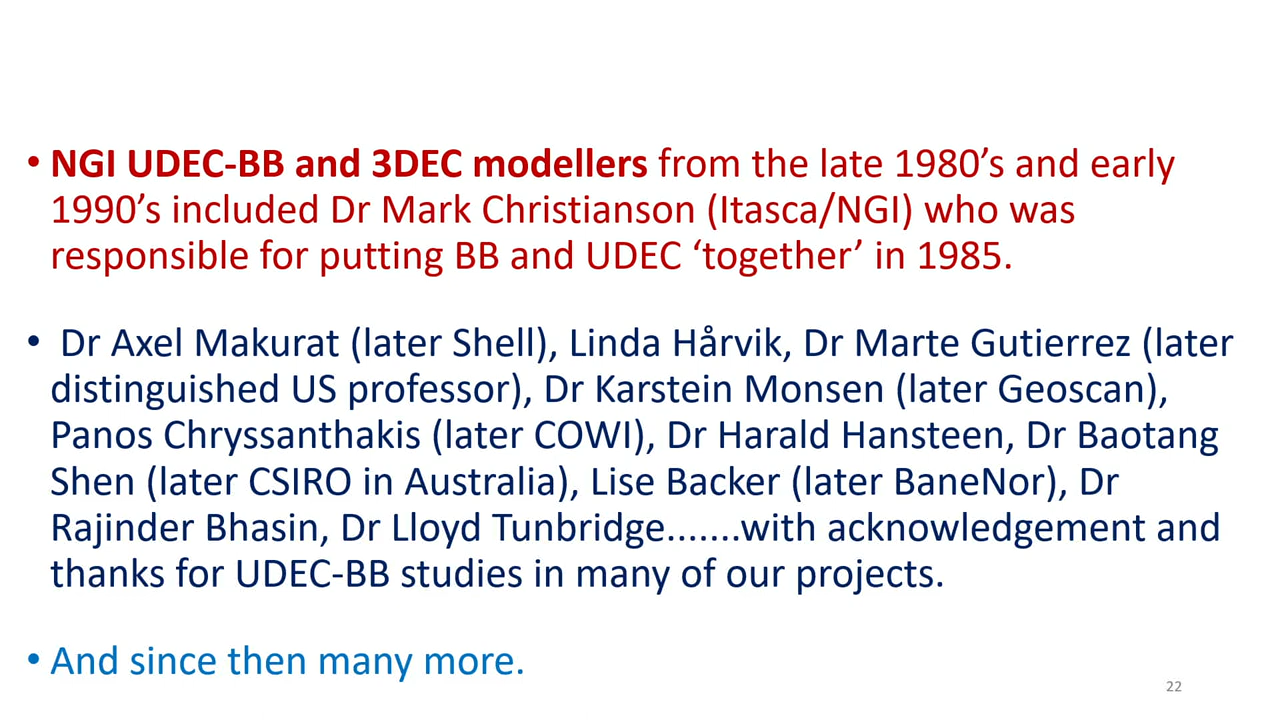 • NGI UDEC-BB and 3DEC modellers from the late 1980’s and early
1990’s included Dr Mark Christianson (Itasca/NGI) who was
responsible for putting BB and UDEC ‘together’ in 1985.
• Dr Axel Makurat (later Shell), Linda Hårvik, Dr Marte Gutierrez (later
distinguished US professor), Dr Karstein Monsen (later Geoscan),
Panos Chryssanthakis (later COWI), Dr Harald Hansteen, Dr Baotang
Shen (later CSIRO in Australia), Lise Backer (later BaneNor), Dr
Rajinder Bhasin, Dr Lloyd Tunbridge.......with acknowledgement and
thanks for UDEC-BB studies in many of our projects.
• And since then many more.
22